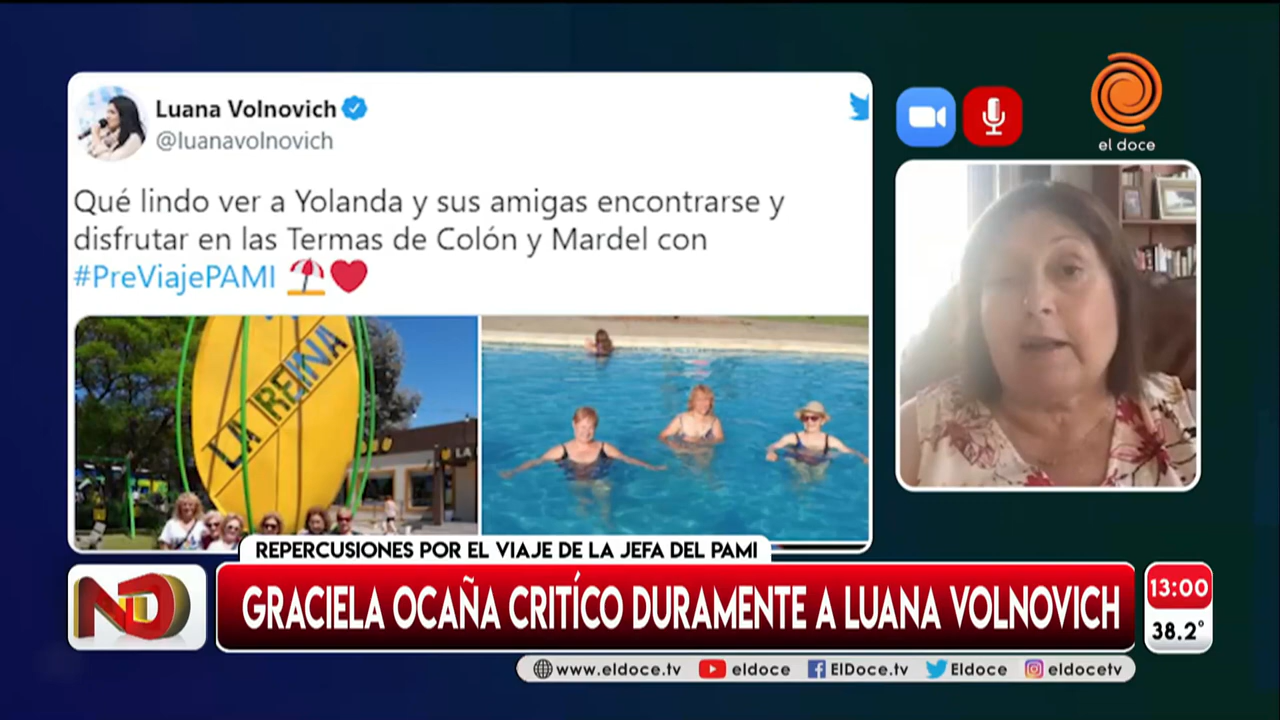 Luana Volnovich
@luanavolnovich
Qué lindo ver a Yolanda y sus amigas encontrarse y
disfrutar en las Termas de Colón y Mardel con
#PreViajePAMI
LA REINA
LA
el doce
REPERCUSIONES POR EL VIAJE DE LA JEFA DEL PAMI
ND
GRACIELA OCAÑA CRITÍCO DURAMENTE A LUANA VOLNOVICH
13:00
38.2°
www.eldoce.tv eldoce ElDoce.tv Eldoce eldocetv